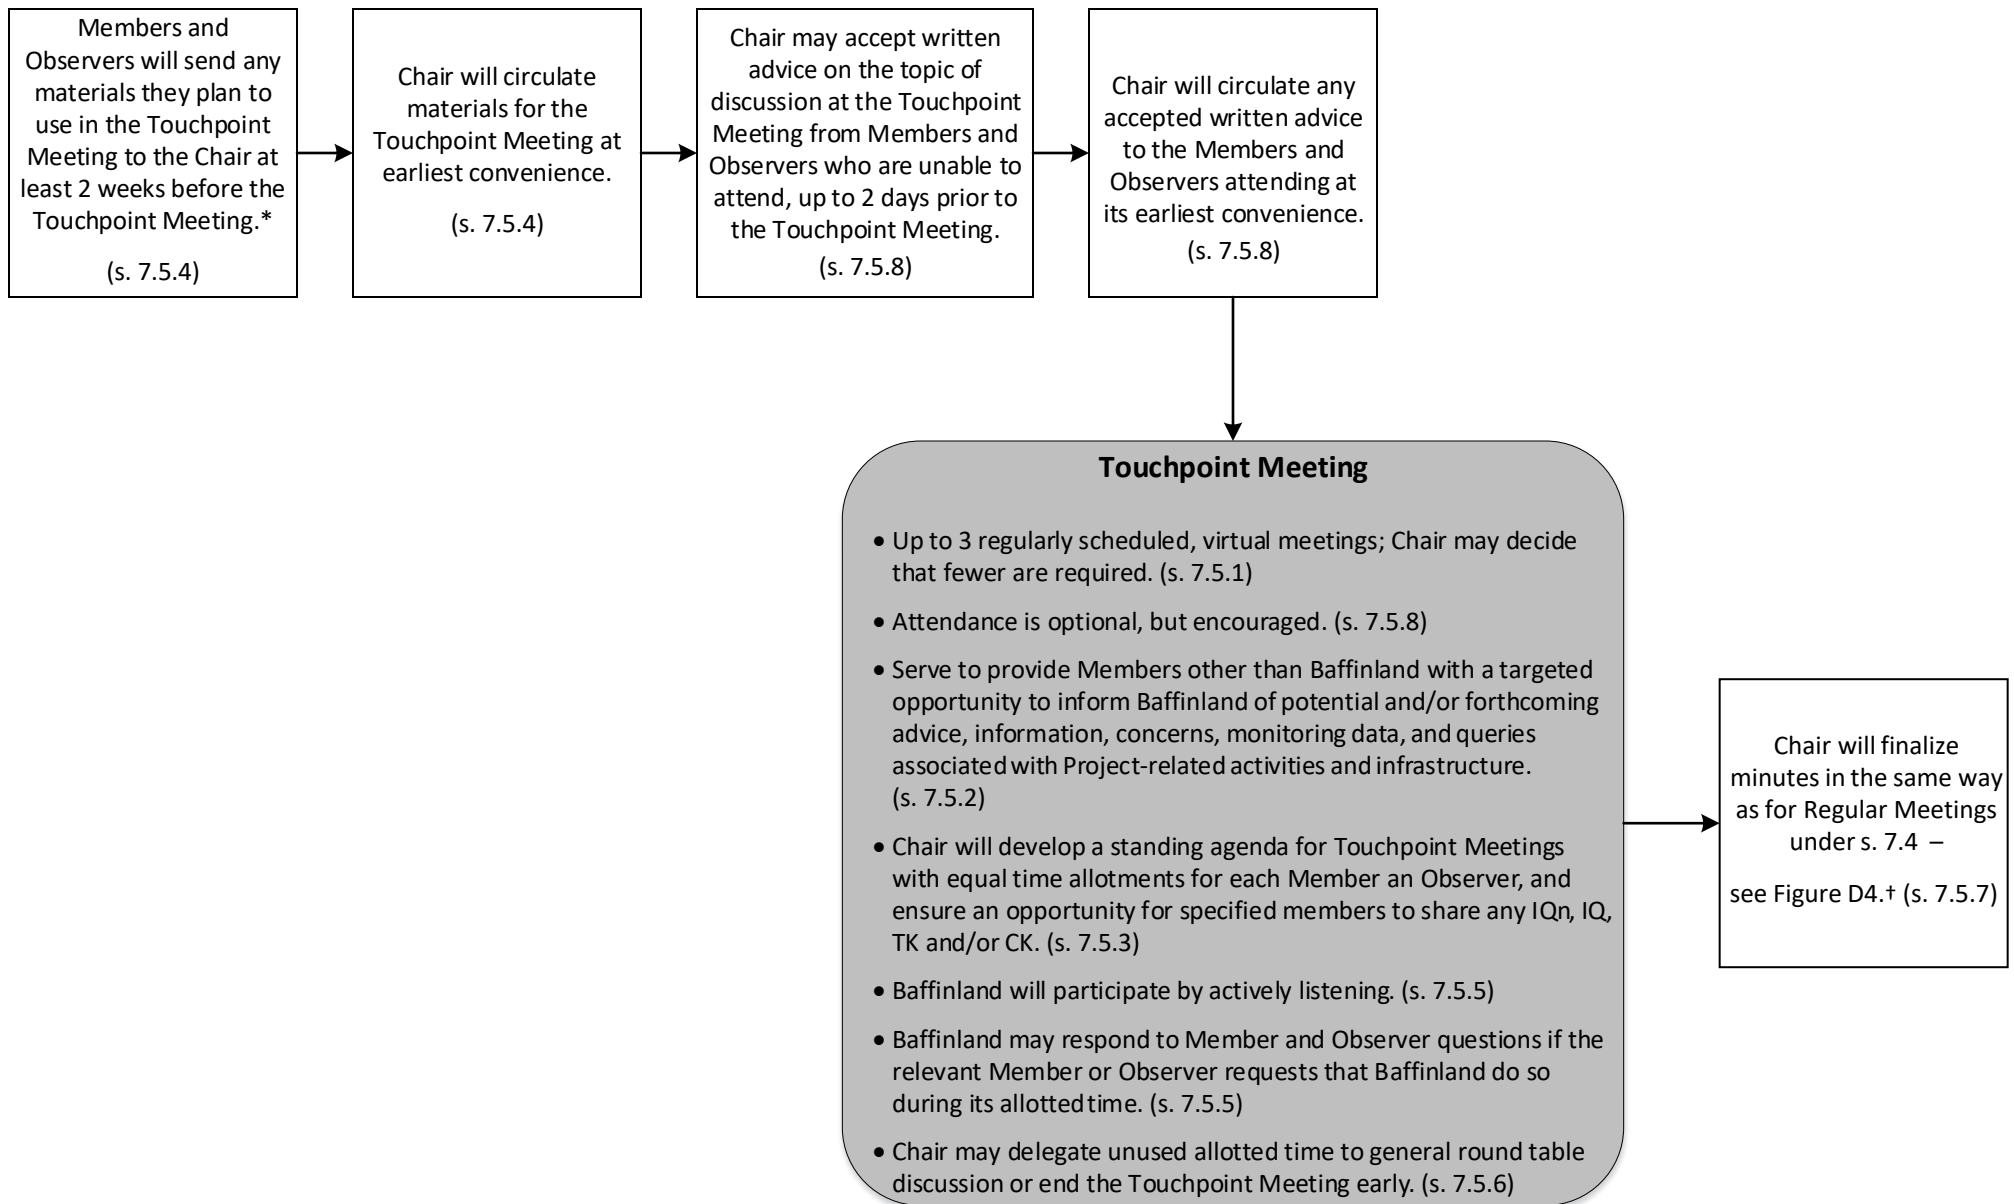 Members and
Observers will send any
materials they plan to
use in the Touchpoint
Meeting to the Chair at
least 2 weeks before the
Touchpoint Meeting.*
(s. 7.5.4)
Chair will circulate
materials for the
Touchpoint Meeting at
earliest convenience.
(s. 7.5.4)
Chair may accept written
advice on the topic of
discussion at the Touchpoint
Meeting from Members and
Observers who are unable to
attend, up to 2 days prior to
the Touchpoint Meeting.
(s. 7.5.8)
Chair will circulate any
accepted written advice
to the Members and
Observers attending at
its earliest convenience.
(s. 7.5.8)
Touchpoint Meeting
• Up to 3 regularly scheduled, virtual meetings; Chair may decide
that fewer are required. (s. 7.5.1)
• Attendance is optional, but encouraged. (s. 7.5.8)
• Serve to provide Members other than Baffinland with a targeted
opportunity to inform Baffinland of potential and/or forthcoming
advice, information, concerns, monitoring data, and queries
associated with Project-related activities and infrastructure.
(s. 7.5.2)
• Chair will develop a standing agenda for Touchpoint Meetings
with equal time allotments for each Member an Observer, and
ensure an opportunity for specified members to share any IQn, IQ,
TK and/or CK. (s. 7.5.3)
• Baffinland will participate by actively listening. (s. 7.5.5)
• Baffinland may respond to Member and Observer questions if the
relevant Member or Observer requests that Baffinland do so
during its allotted time. (s. 7.5.5)
• Chair may delegate unused allotted time to general round table
discussion or end the Touchpoint Meeting early. (s. 7.5.6)
Chair will finalize
minutes in the same way
as for Regular Meetings
under s. 7.4 –
see Figure D4.† (s. 7.5.7)